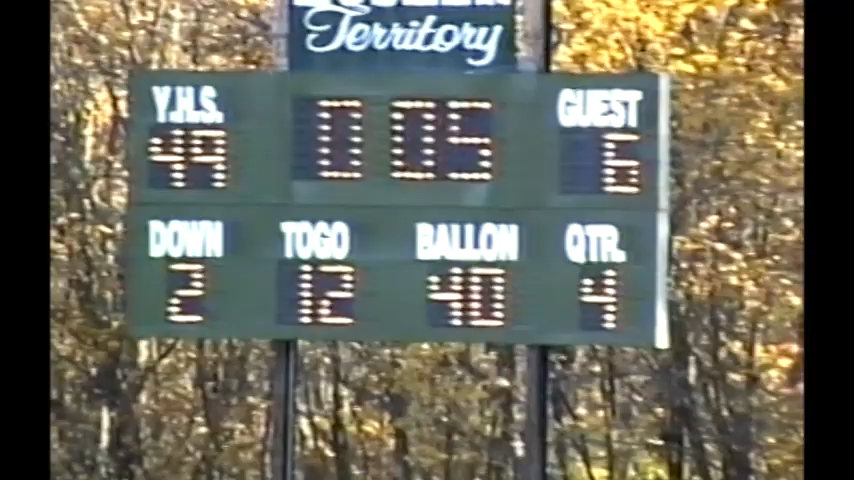 Territory
Y.H.S. GUEST
49 0 05 6
DOWN TOGO BALLON QTR.
2 12 40 4